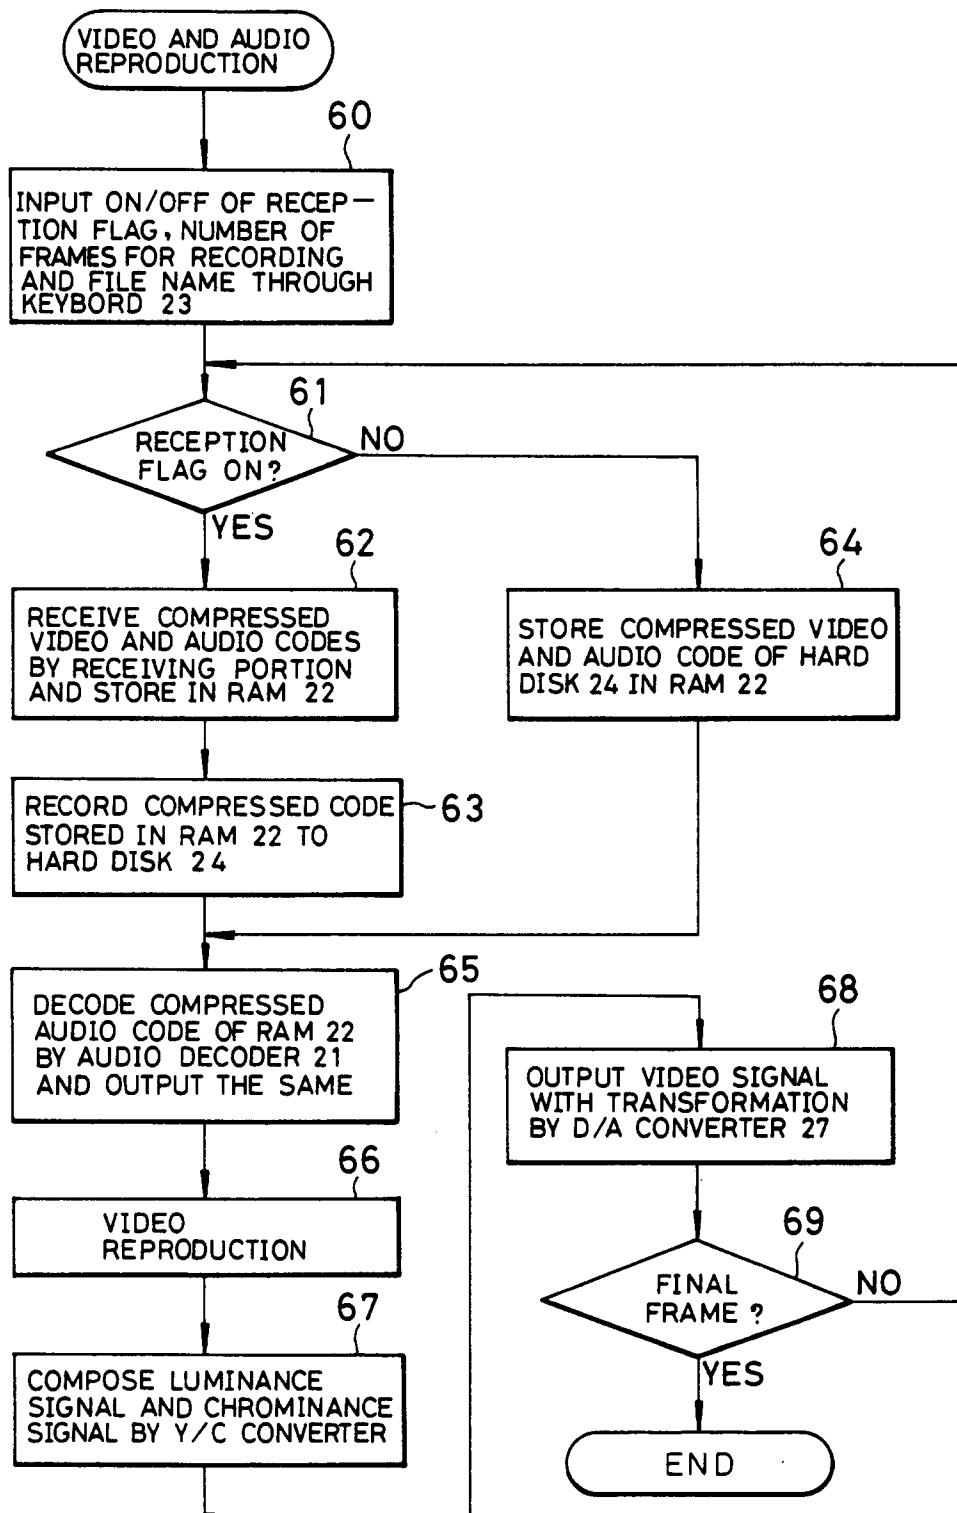 VIDEO AND AUDIO
REPRODUCTION
60
INPUT ON/OFF OF RECEP-
TION FLAG, NUMBER OF
FRAMES FOR RECORDING
AND FILE NAME THROUGH
KEYBORD 23
61
RECEPTION
FLAG ON?
NO
YES
62
RECEIVE COMPRESSED
VIDEO AND AUDIO CODES
BY RECEIVING PORTION
AND STORE IN RAM 22
64
STORE COMPRESSED VIDEO
AND AUDIO CODE OF HARD
DISK 24 IN RAM 22
63
RECORD COMPRESSED CODE
STORED IN RAM 22 TO
HARD DISK 24
65
DECODE COMPRESSED
AUDIO CODE OF RAM 22
BY AUDIO DECODER 21
AND OUTPUT THE SAME
66
VIDEO
REPRODUCTION
67
COMPOSE LUMINANCE
SIGNAL AND CHROMINANCE
SIGNAL BY Y/C CONVERTER
68
OUTPUT VIDEO SIGNAL
WITH TRANSFORMATION
BY D/A CONVERTER 27
69
FINAL
FRAME ?
NO
YES
END